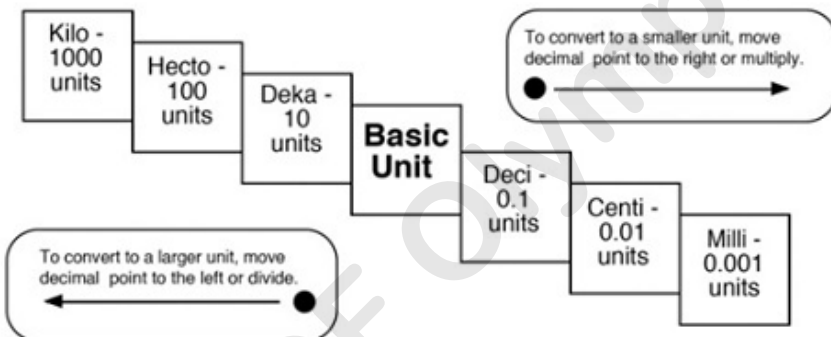 Kilo -
1000
units
Hecto -
100
units
Deka -
10
units
Basic
Unit
Deci -
0.1
units
Centi -
0.01
units
Milli -
0.001
units
To convert to a smaller unit, move
decimal point to the right or multiply.
To convert to a larger unit, move
decimal point to the left or divide.
F Olymp